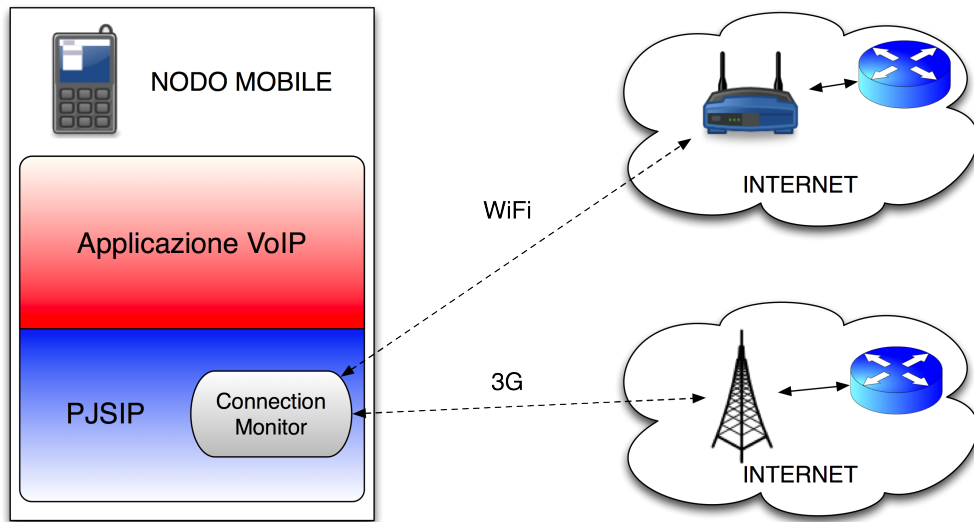 NODO MOBILE
Applicazione VoIP
PJSIP
Connection
Monitor
WiFi
3G
INTERNET
INTERNET